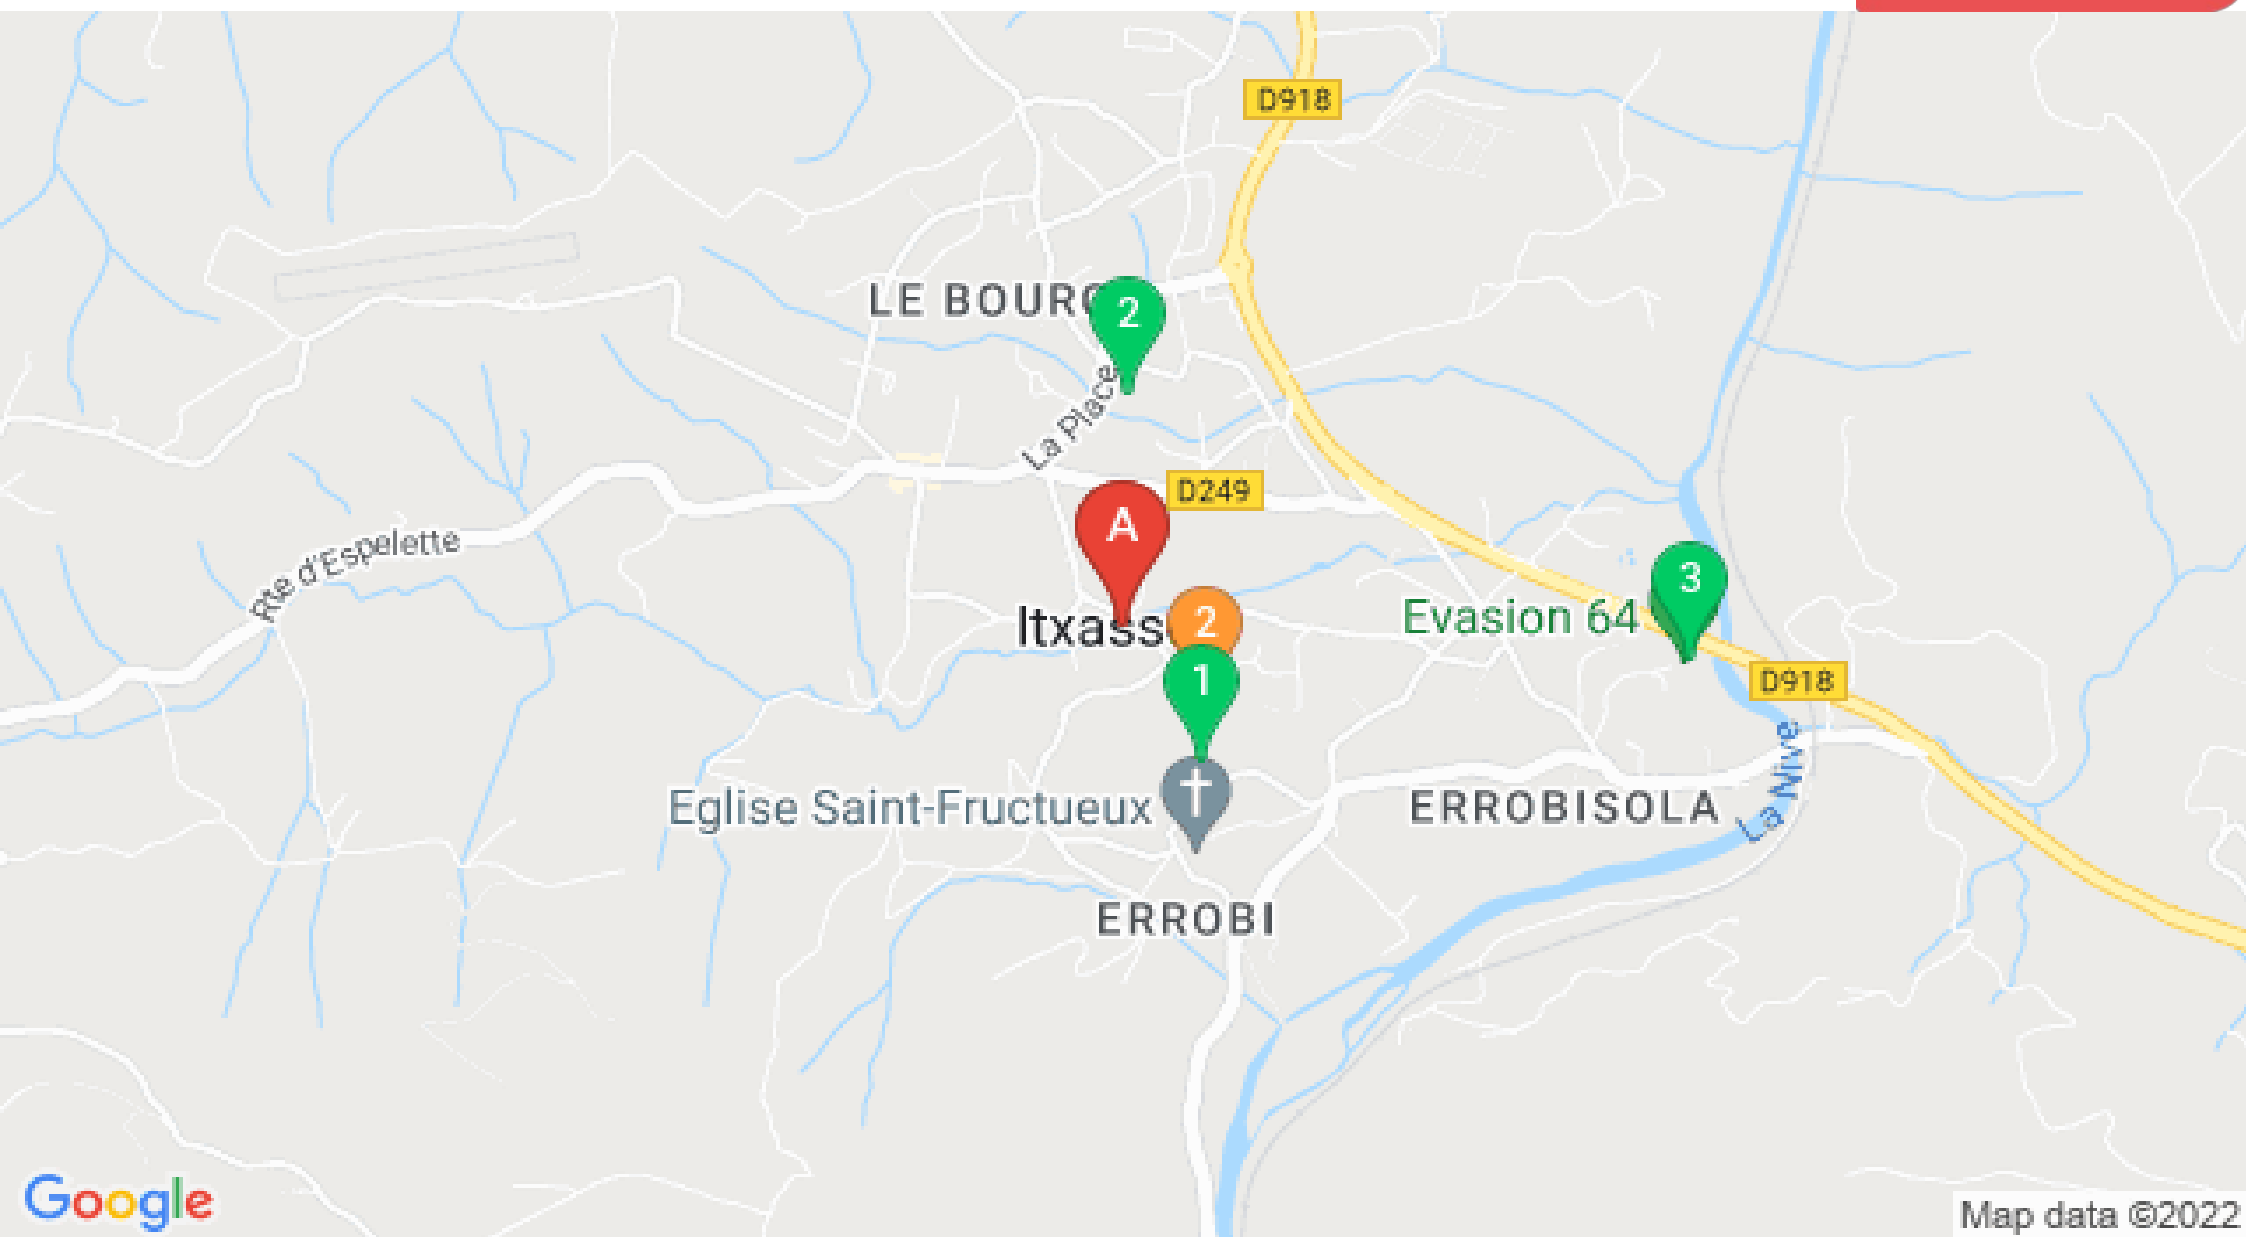 D918
LE BOURG
2
La Place
D249
A
Rte d'Espelette
3
Itxass
2
Evasion 64
1
D918
La Nive
Eglise Saint-Fructueux
ERROBISOLA
ERROBI
Google
Map data ©2022